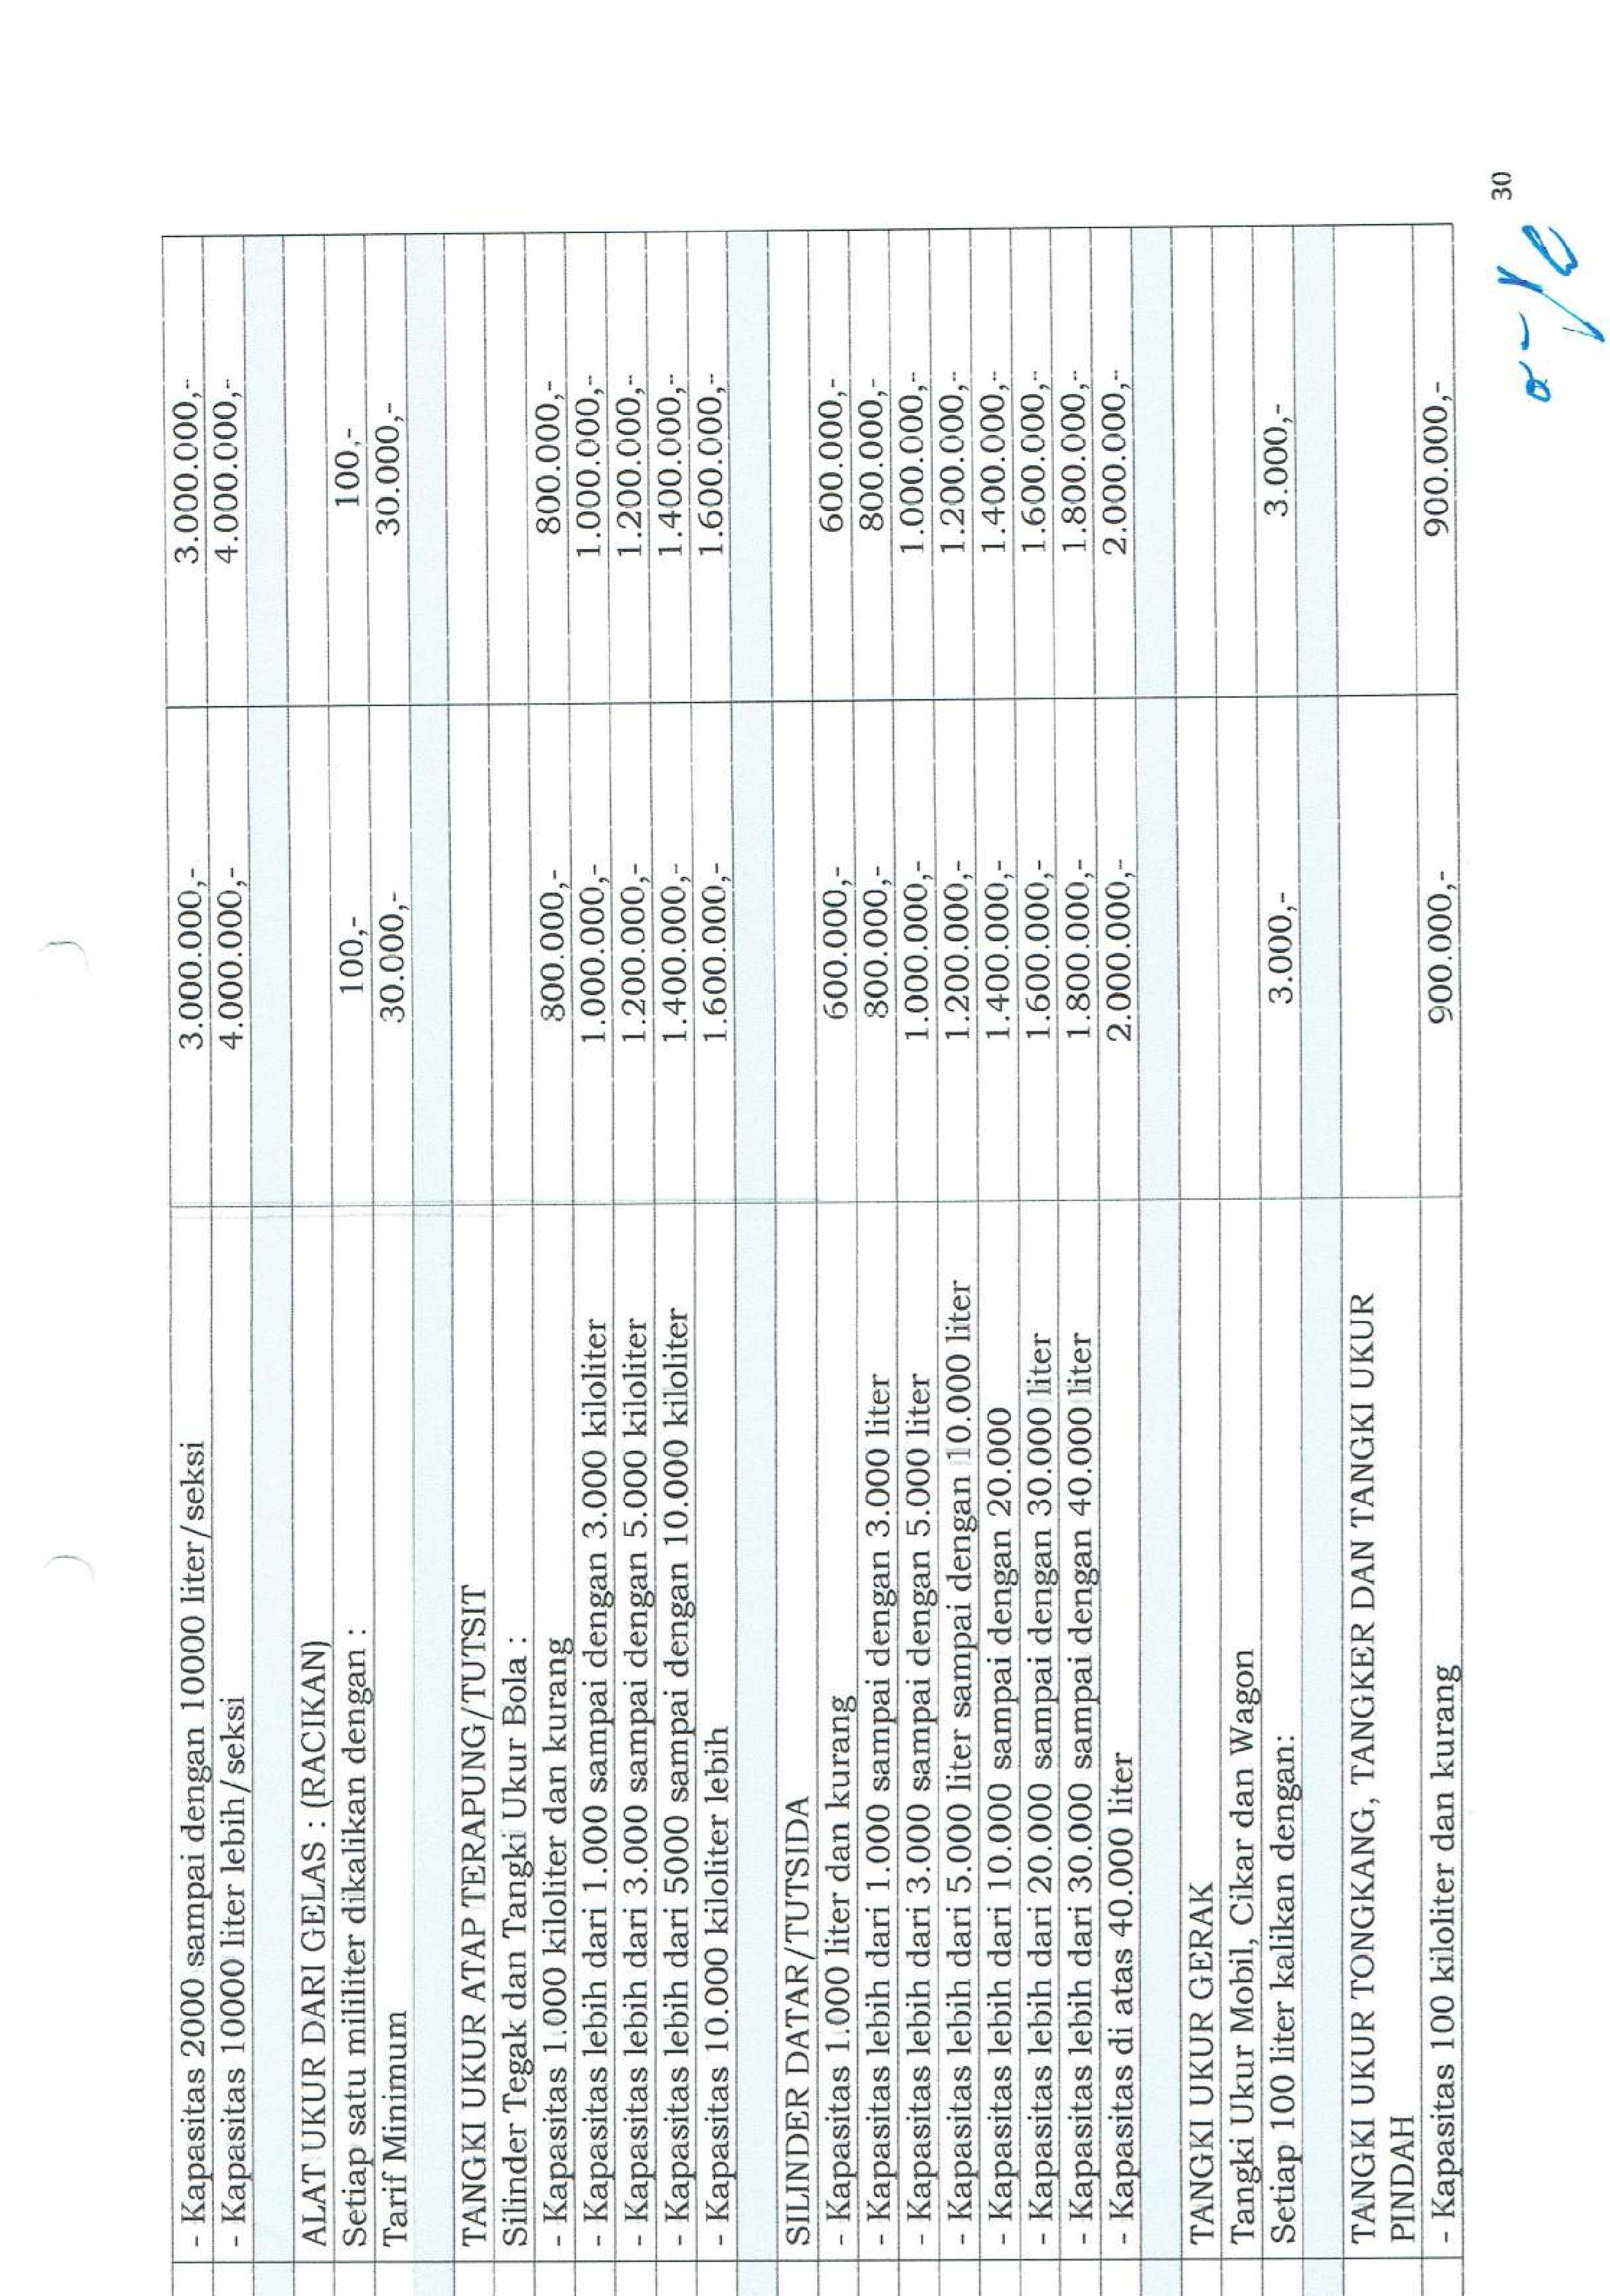 - Kapasitas 2000 sampai dengan 10000 liter/seksi 3.000.000,- 3.000.000,-
- Kapasitas 10000 liter lebih/seksi 4.000.000,- 4.000.000,-
ALAT UKUR DARI GELAS : (RACIKAN)
Setiap satu mililiter dikalikan dengan : 100,- 100,-
Tarif Minimum 30.000,- 30.000,-
TANGKI UKUR ATAP TERAPUNG/TUTSIT
Silinder Tegak dan Tangki Ukur Bola :
- Kapasitas 1.000 kiloliter dan kurang 800.000,- 800.000,-
- Kapasitas lebih dari 1.000 sampai dengan 3.000 kiloliter 1.000.000,- 1.000.000,-
- Kapasitas lebih dari 3.000 sampai dengan 5.000 kiloliter 1.200.000,- 1.200.000,-
- Kapasitas lebih dari 5000 sampai dengan 10.000 kiloliter 1.400.000,- 1.400.000,-
- Kapasitas 10.000 kiloliter lebih 1.600.000,- 1.600.000,-
SILINDER DATAR/TUTSIDA
- Kapasitas 1.000 liter dan kurang 600.000,- 600.000,-
- Kapasitas lebih dari 1.000 sampai dengan 3.000 liter 800.000,- 800.000,-
- Kapasitas lebih dari 3.000 sampai dengan 5.000 liter 1.000.000,- 1.000.000,-
- Kapasitas lebih dari 5.000 liter sampai dengan 10.000 liter 1.200.000,- 1.200.000,-
- Kapasitas lebih dari 10.000 sampai dengan 20.000 1.400.000,- 1.400.000,-
- Kapasitas lebih dari 20.000 sampai dengan 30.000 liter 1.600.000,- 1.600.000,-
- Kapasitas lebih dari 30.000 sampai dengan 40.000 liter 1.800.000,- 1.800.000,-
- Kapasitas di atas 40.000 liter 2.000.000,- 2.000.000,-
TANGKI UKUR GERAK
Tangki Ukur Mobil, Cikar dan Wagon
Setiap 100 liter kalikan dengan: 3.000,- 3.000,-
TANGKI UKUR TONGKANG, TANGKER DAN TANGKI UKUR
PINDAH
- Kapasitas 100 kiloliter dan kurang 900.000,- 900.000,-
30